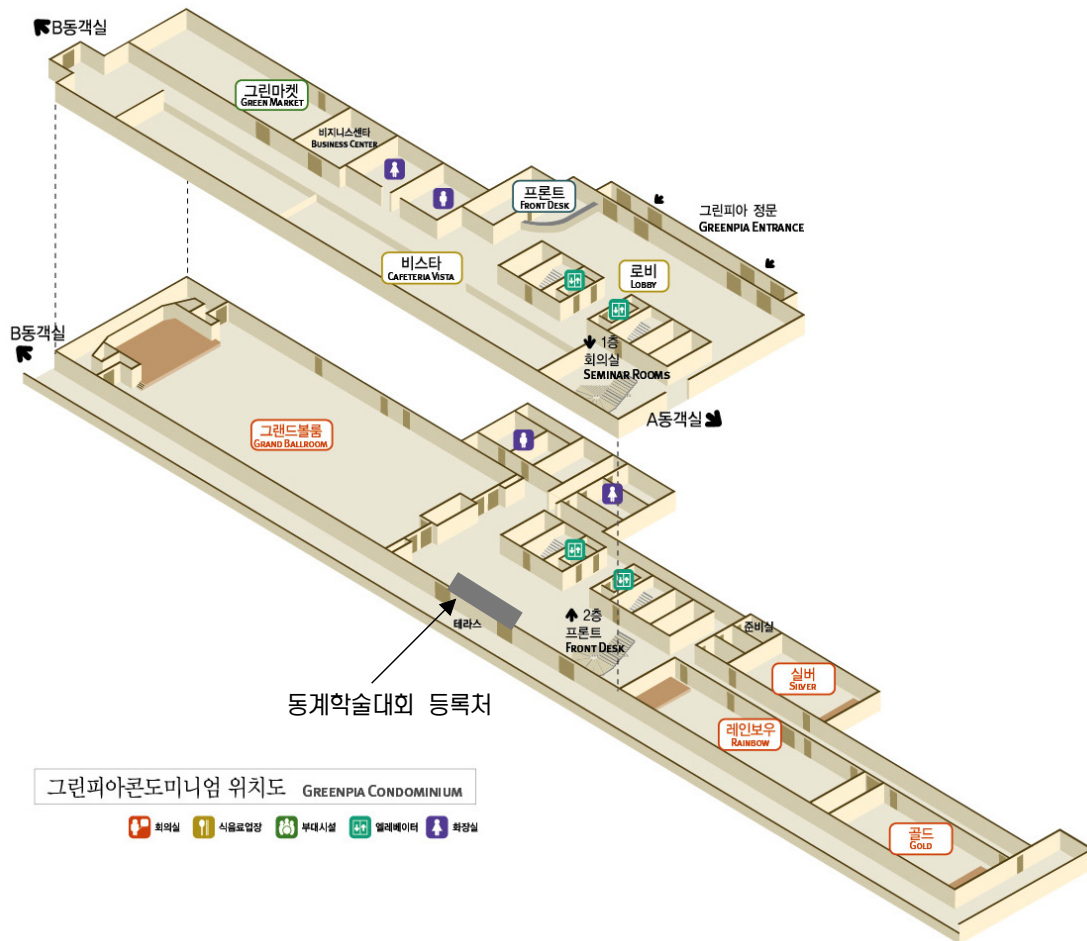 B동객실
그린마켓
GREEN MARKET
비지니스센타
BUSINESS CENTER
프론트
FRONT DESK
그린피아 정문
GREENPIA ENTRANCE
비스타
CAFETERIA VISTA
로비
LOBBY
1층
회의실
SEMINAR ROOMS
A동객실
B동객실
그랜드볼룸
GRAND BALLROOM
2층
프론트
FRONT DESK
테라스
준비실
실버
SILVER
동계학술대회 등록처
레인보우
RAINBOW
골드
GOLD
그린피아콘도미니엄 위치도 GREENPIA CONDOMINIUM
회의실 식음료업장 부대시설 엘레베이터 화장실